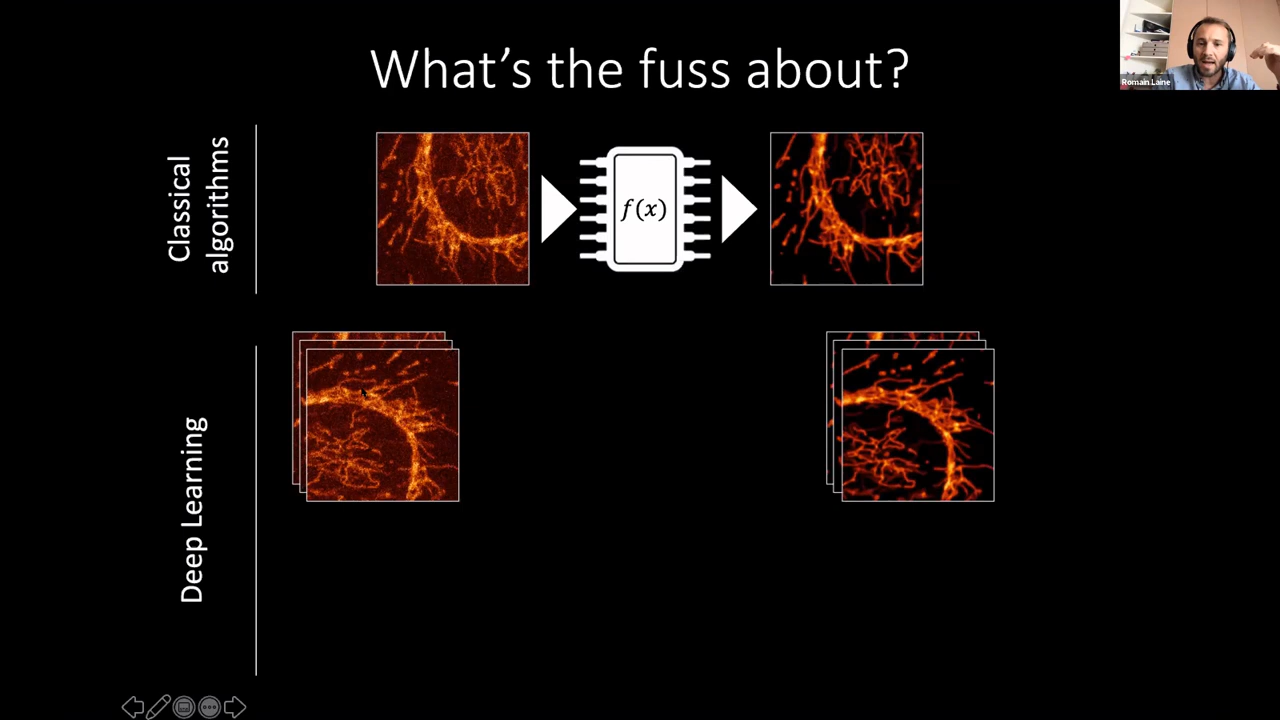 What's the fuss about?
Romain Laine
Classical
algorithms
f(x)
Deep Learning